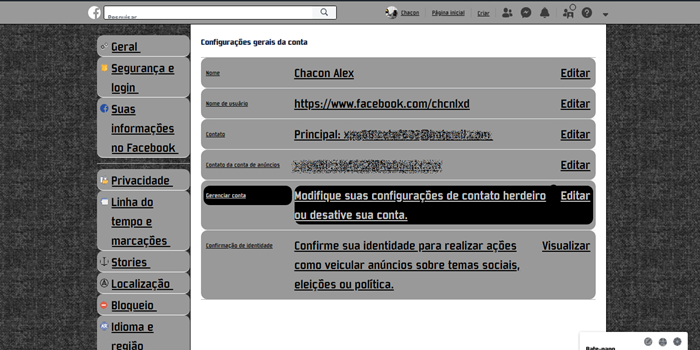 Pesquisar
Chacon
Página inicial
Criar
Geral
Segurança e
login
Suas
informações
no Facebook
Privacidade
Linha do
tempo e
marcações
Stories
Localização
Bloqueio
Idioma e
região
Configurações gerais da conta
Nome
Chacon Alex
Editar
Nome de usuário
https://www.facebook.com/chcnlxd
Editar
Contato
Principal:
Editar
Contato da conta de anúncios
Editar
Gerenciar conta
Modifique suas configurações de contato herdeiro
ou desative sua conta.
Editar
Confirmação de identidade
Confirme sua identidade para realizar ações
como veicular anúncios sobre temas sociais,
eleições ou política.
Visualizar